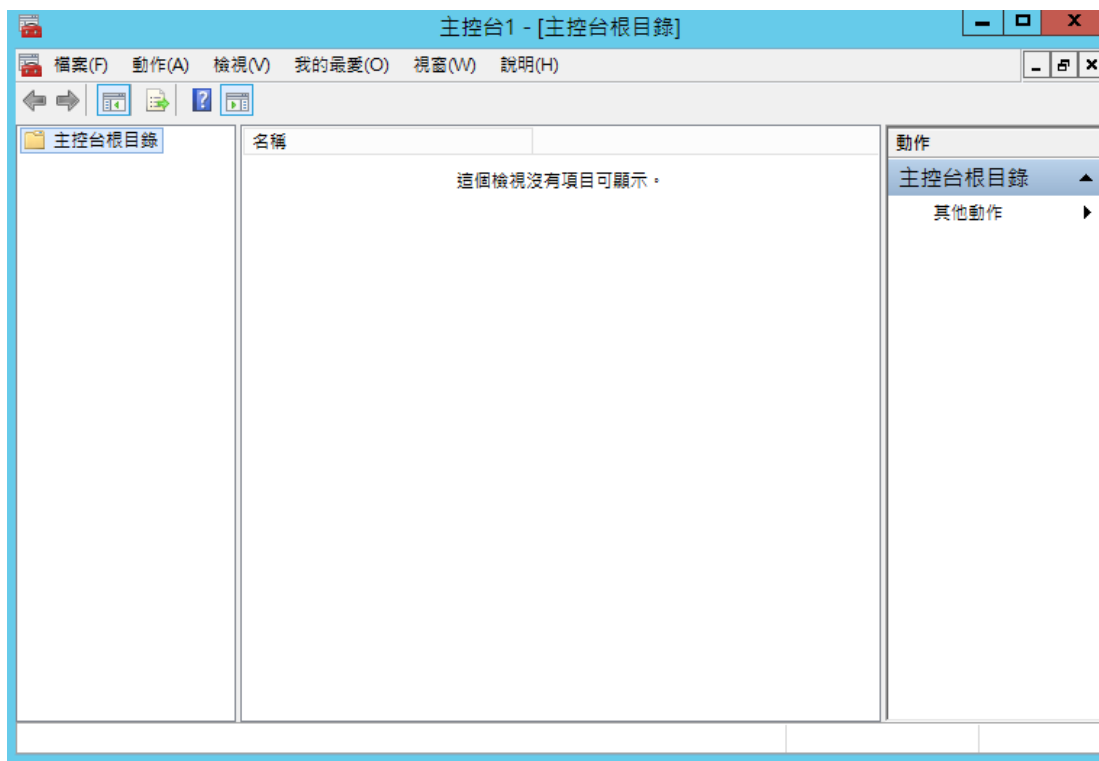 主控台1 - [主控台根目錄]
檔案(F) 動作(A) 檢視(V) 我的最愛(O) 視窗(W) 說明(H)
主控台根目錄
名稱
這個檢視沒有項目可顯示。
動作
主控台根目錄
其他動作